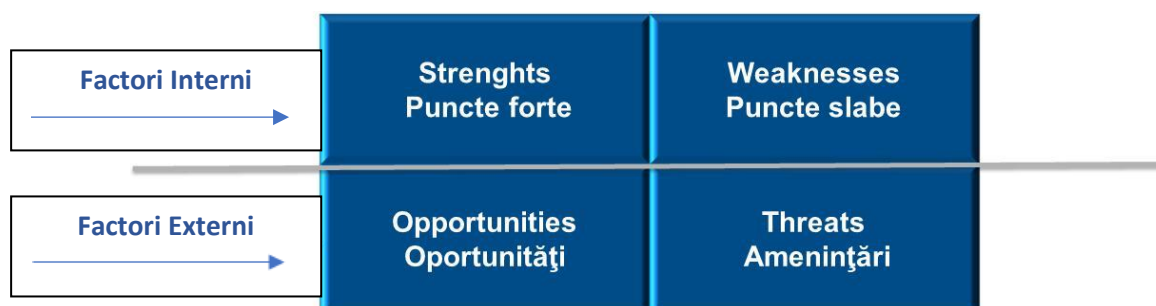 Factori Interni
Strenghts
Puncte forte
Weaknesses
Puncte slabe
Factori Externi
Opportunities
Oportunităţi
Threats
Ameninţări